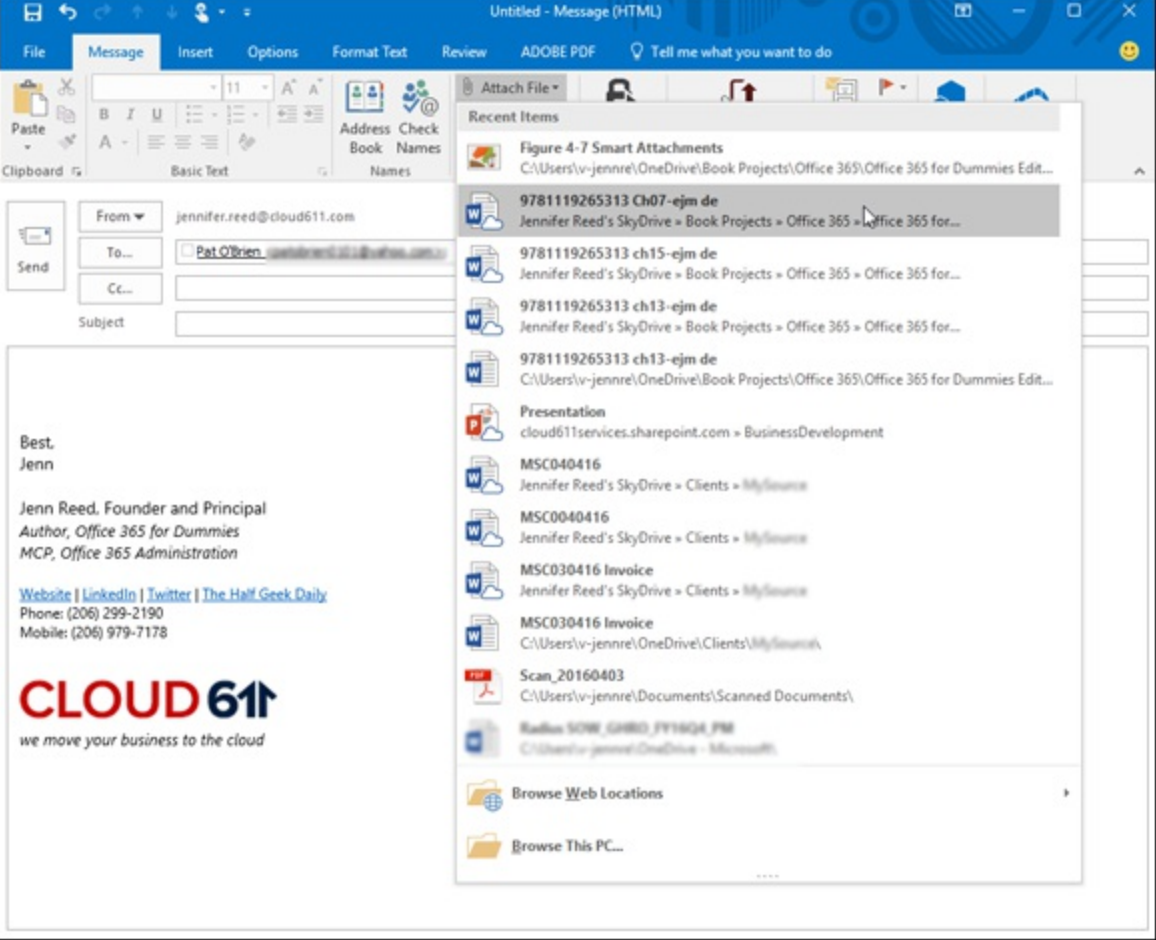 Untitled - Message (HTML)
File Message Insert Options Format Text Review ADOBE PDF Tell me what you want to do
11 Attach File
B I U
A
Paste
Address Book
Check Names
Clipboard Basic Text Names
Recent Items
Figure 4-7 Smart Attachments
C:\Users\v-jennre\OneDrive\Book Projects\Office 365\Office 365 for Dummies Edit...
9781119265313 Ch07-ejm de
Jennifer Reed's SkyDrive » Book Projects » Office 365 » Office 365 for...
9781119265313 ch15-ejm de
Jennifer Reed's SkyDrive » Book Projects » Office 365 » Office 365 for...
9781119265313 ch13-ejm de
Jennifer Reed's SkyDrive » Book Projects » Office 365 » Office 365 for...
9781119265313 ch13-ejm de
C:\Users\v-jennre\OneDrive\Book Projects\Office 365\Office 365 for Dummies Edit...
Presentation
cloud611services.sharepoint.com » BusinessDevelopment
MSC040416
Jennifer Reed's SkyDrive » Clients »
MSC0040416
Jennifer Reed's SkyDrive » Clients »
MSC030416 Invoice
Jennifer Reed's SkyDrive » Clients »
MSC030416 Invoice
C:\Users\v-jennre\OneDrive\Clients\
Scan_20160403
C:\Users\v-jennre\Documents\Scanned Documents\
Browse Web Locations
Browse This PC...
Send
From jennifer.reed@cloud611.com
To... Pat O'Brien
Cc...
Subject
Best,
Jenn
Jenn Reed, Founder and Principal
Author, Office 365 for Dummies
MCP, Office 365 Administration
Website | LinkedIn | Twitter | The Half Geek Daily
Phone: (206) 299-2190
Mobile: (206) 979-7178
CLOUD 611
we move your business to the cloud